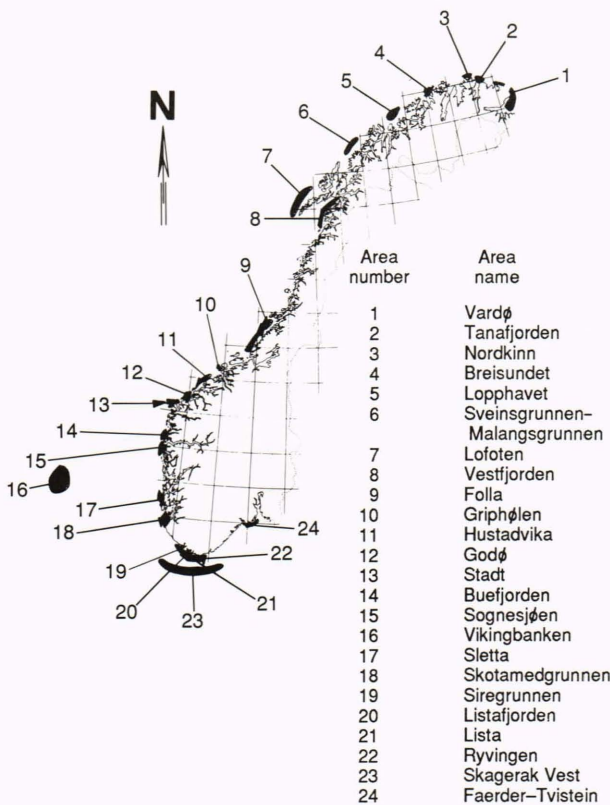 3
2
4
1
5
N
6
7
8
9
10
11
12
13
14
15
16
17
18
24
19
22
20
21
23
Area Area
number name
1 Vardø
2 Tanafjorden
3 Nordkinn
4 Breisundet
5 Lopphavet
6 Sveinsgrunnen–
Malangsgrunnen
7 Lofoten
8 Vestfjorden
9 Folla
10 Griphølen
11 Hustadvika
12 Godø
13 Stadt
14 Buefjorden
15 Sognesjøen
16 Vikingbanken
17 Sletta
18 Skotamedgrunnen
19 Siregrunnen
20 Listafjorden
21 Lista
22 Ryvingen
23 Skagerak Vest
24 Faerder–Tvistein